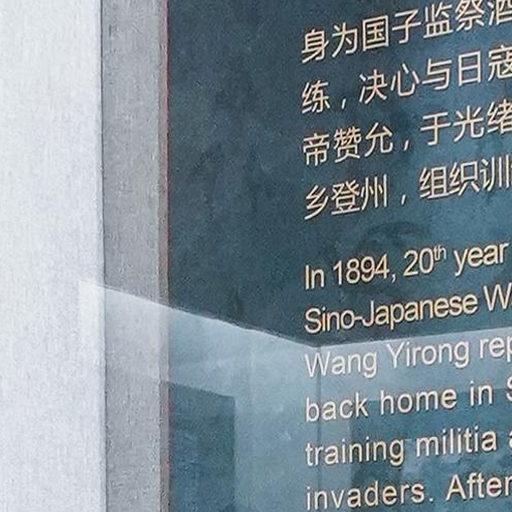 身为国子监祭酒
练，决心与日寇
帝赞允，于光绪
乡登州，组织训
In 1894, 20th year
Sino-Japanese
Wang Yirong
back home in
training militia
invaders. After